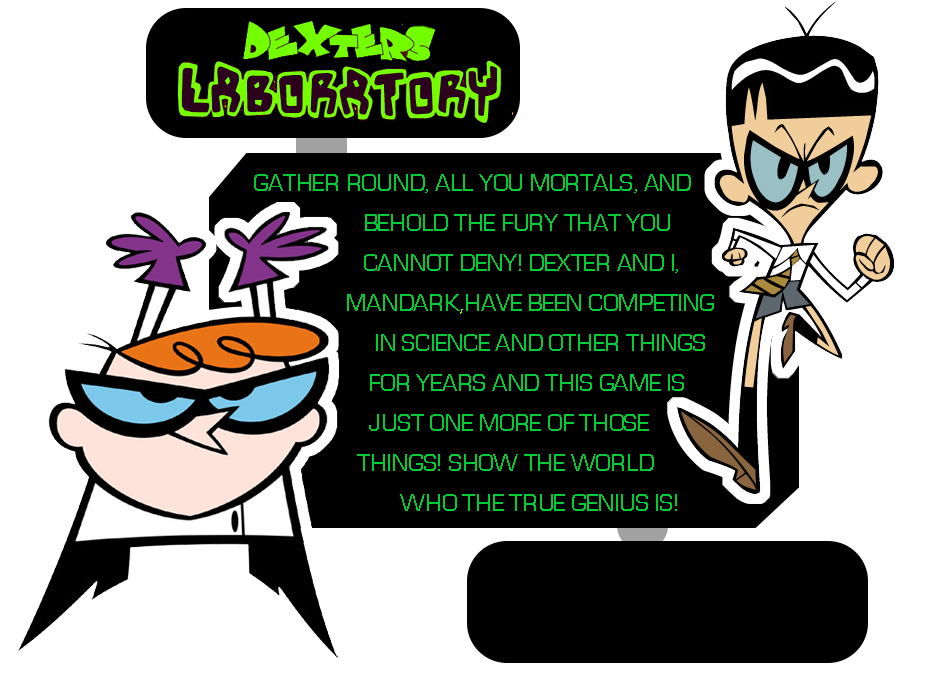 DEXTERS
LABORATORY
GATHER ROUND, ALL YOU MORTALS, AND
BEHOLD THE FURY THAT YOU
CANNOT DENY! DEXTER AND I,
MANDARK,HAVE BEEN COMPETING
IN SCIENCE AND OTHER THINGS
FOR YEARS AND THIS GAME IS
JUST ONE MORE OF THOSE
THINGS! SHOW THE WORLD
WHO THE TRUE GENIUS IS!